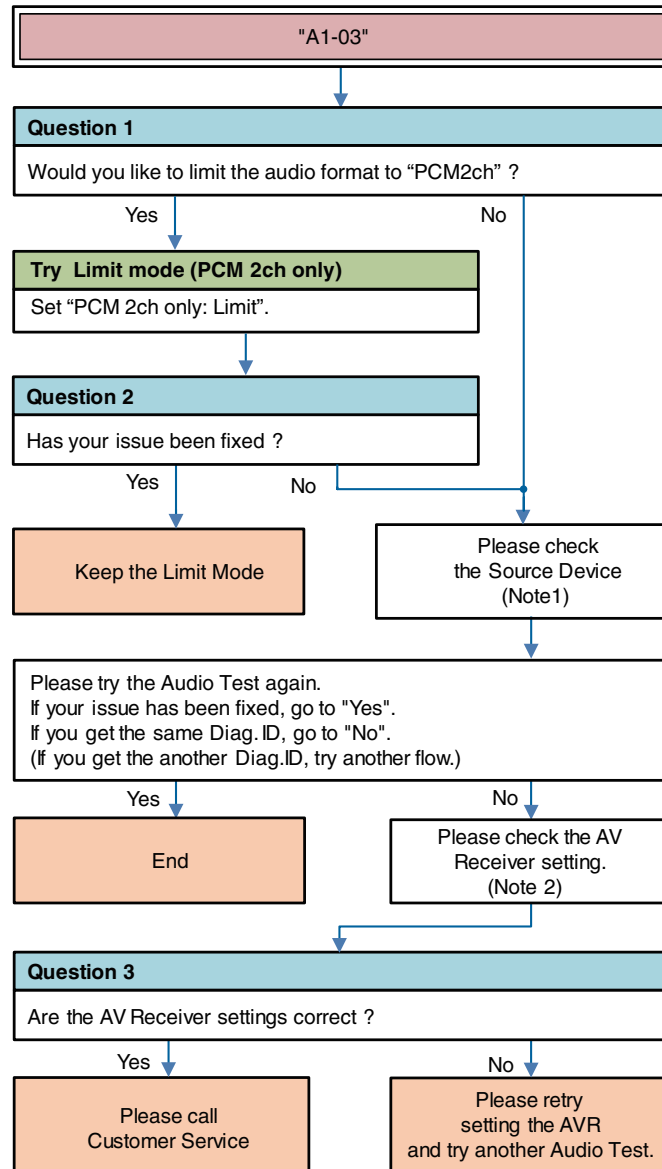 "A1-03"
Question 1
Would you like to limit the audio format to “PCM2ch” ?
Yes
No
Try Limit mode (PCM 2ch only)
Set “PCM 2ch only: Limit”.
Question 2
Has your issue been fixed ?
Yes
No
Keep the Limit Mode
Please check
the Source Device
(Note1)
Please try the Audio Test again.
If your issue has been fixed, go to "Yes".
If you get the same Diag. ID, go to "No".
(If you get the another Diag.ID, try another flow.)
Yes
No
End
Please check the AV
Receiver setting.
(Note 2)
Question 3
Are the AV Receiver settings correct ?
Yes
No
Please call
Customer Service
Please retry
setting the AVR
and try another Audio Test.